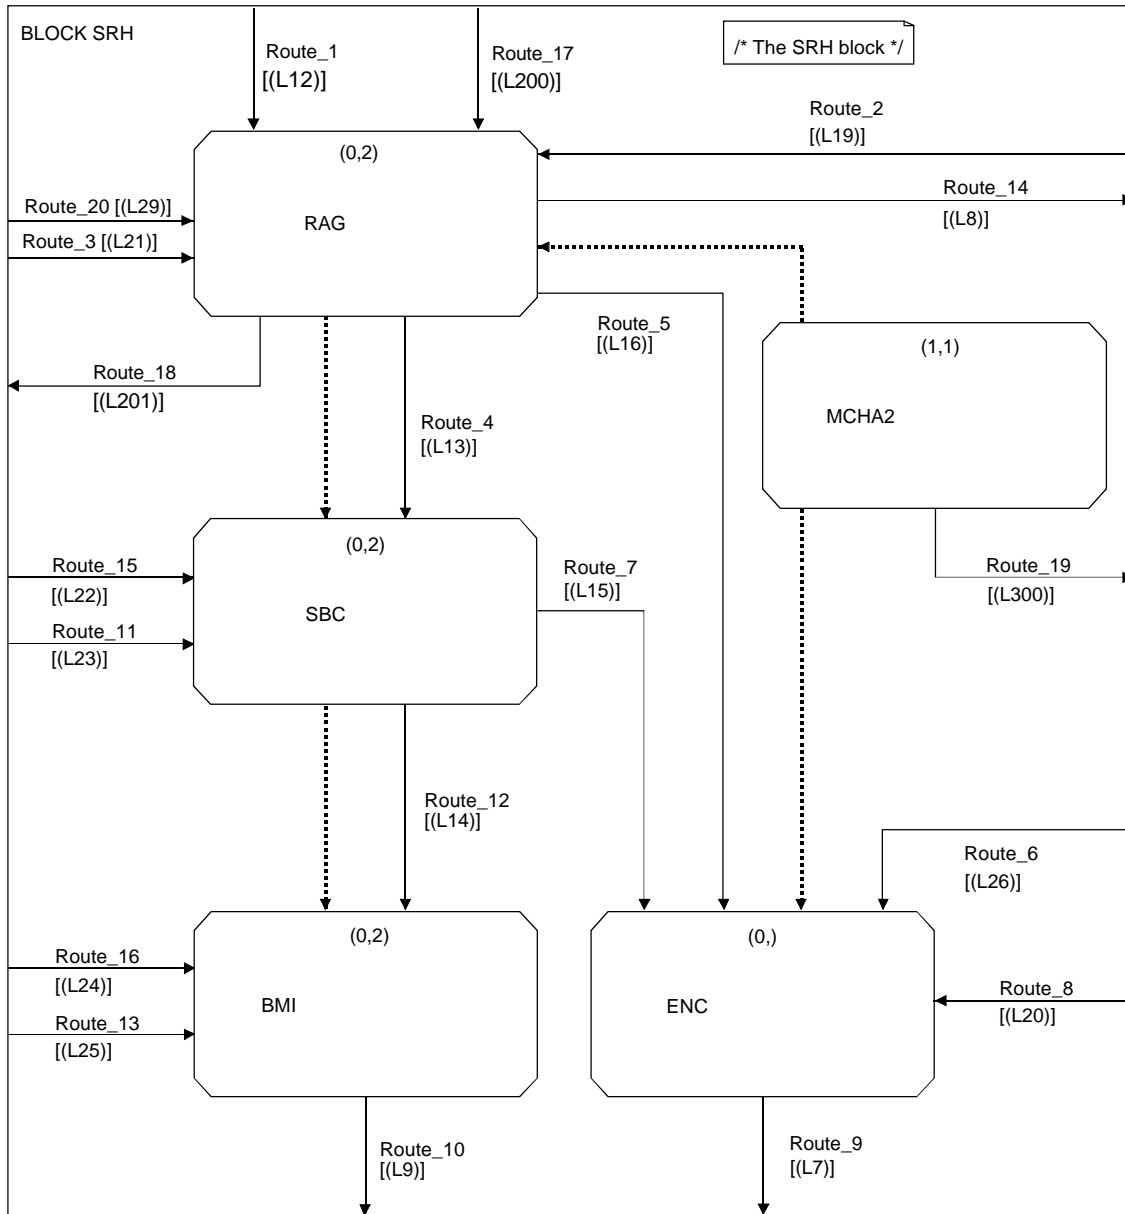 BLOCK SRH
Route_1
[(L12)]
Route_17
[(L200)]
/* The SRH block */
Route_2
[(L19)]
(0,2)
RAG
Route_14
[(L8)]
Route_20 [(L29)]
Route_3 [(L21)]
Route_5
[(L16)]
(1,1)
MCHA2
Route_18
[(L201)]
Route_4
[(L13)]
(0,2)
SBC
Route_15
[(L22)]
Route_11
[(L23)]
Route_7
[(L15)]
Route_19
[(L300)]
Route_12
[(L14)]
Route_6
[(L26)]
(0,2)
BMI
Route_16
[(L24)]
Route_13
[(L25)]
(0,)
ENC
Route_8
[(L20)]
Route_10
[(L9)]
Route_9
[(L7)]